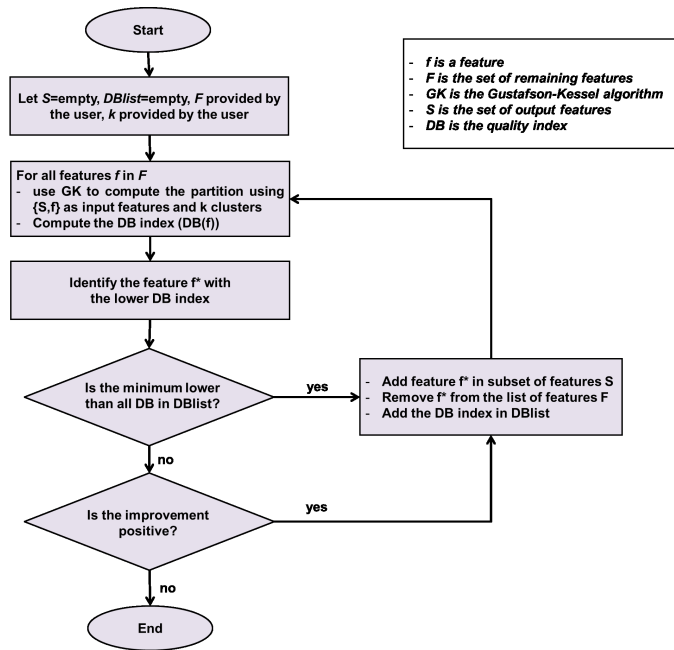 Start
Let S=empty, DBlist=empty, F provided by
the user, k provided by the user
For all features f in F
- use GK to compute the partition using
{S,f} as input features and k clusters
- Compute the DB index (DB(f))
Identify the feature f* with
the lower DB index
Is the minimum lower
than all DB in DBlist?
yes
- Add feature f* in subset of features S
- Remove f* from the list of features F
- Add the DB index in DBlist
no
Is the improvement
positive?
yes
no
End
- f is a feature
- F is the set of remaining features
- GK is the Gustafson-Kessel algorithm
- S is the set of output features
- DB is the quality index